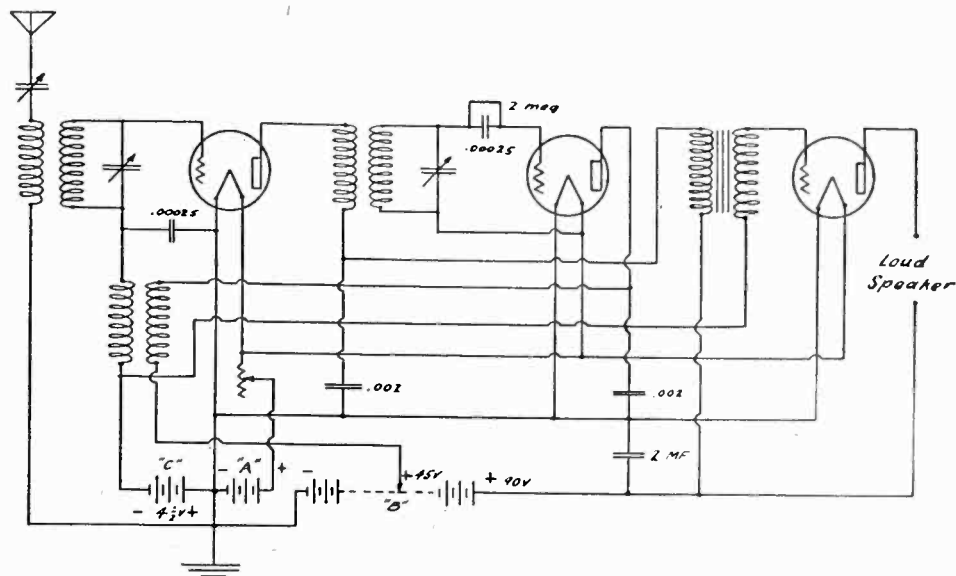 2 meg
.00025
.00025
Loud
Speaker
.002
.002
"C"
- "A" +
-
+45V
2 MF
+ 90V
"B"
- 4½V +